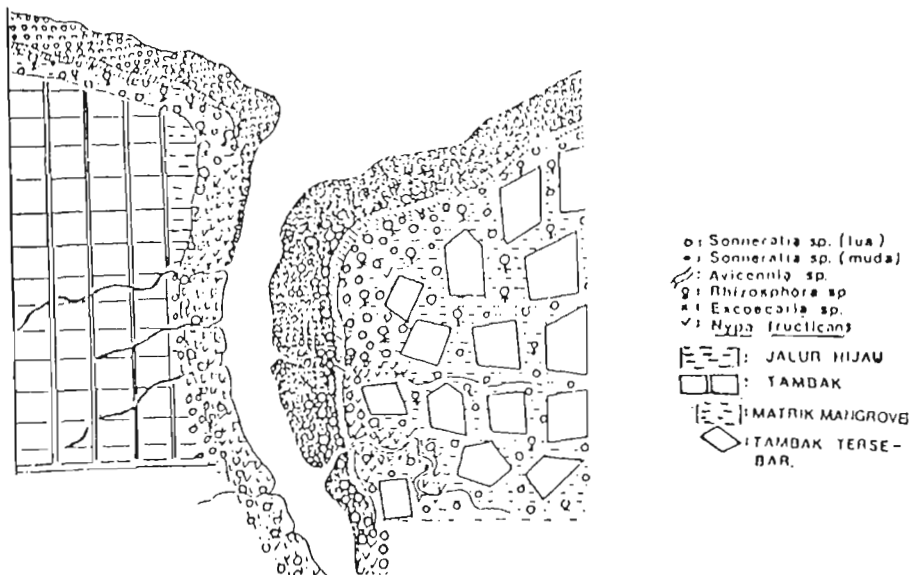 : Sonneratia sp. (tua)
: Sonneratia sp. (muda)
: Avicennia sp.
: Rhizosphora sp
: Excoecaria sp.
: Nypa fructicans
: JALUR HIJAU
: TAMBAK
: MATRIK MANGROVE
: TAMBAK TERSE-
BAR.